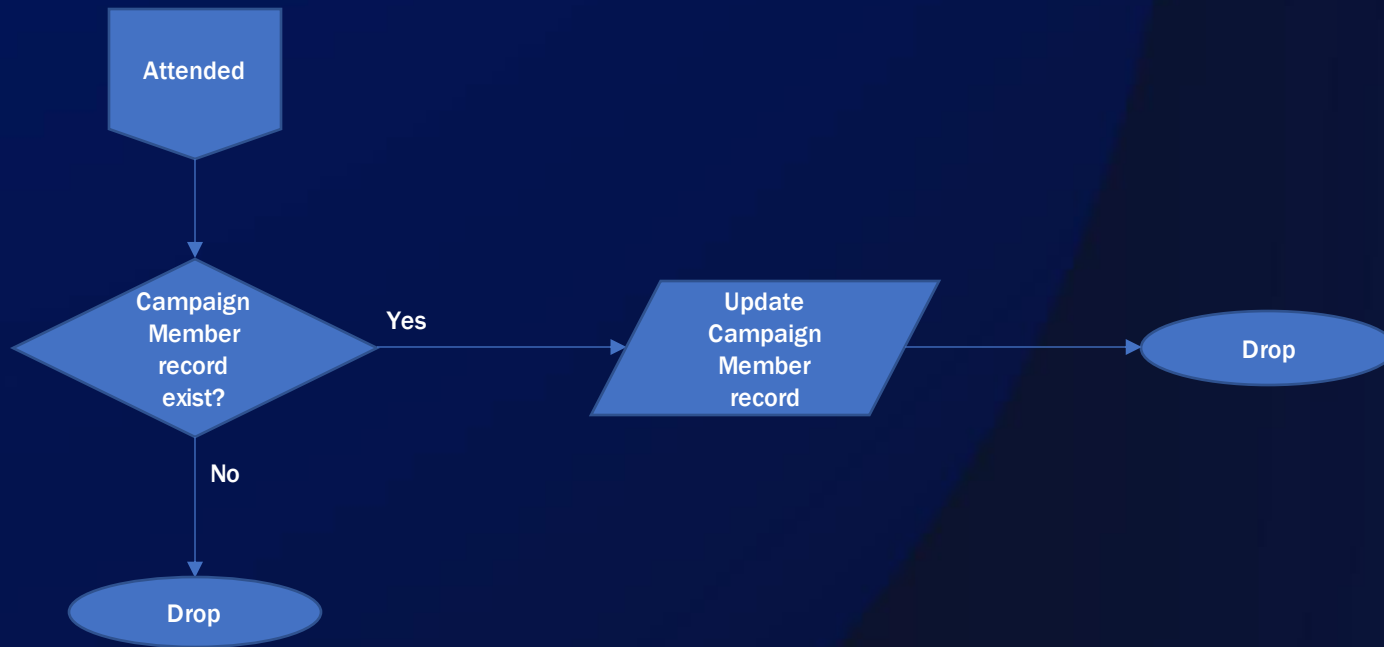 Attended
Campaign
Member
record
exist?
Yes
Update
Campaign
Member
record
Drop
No
Drop